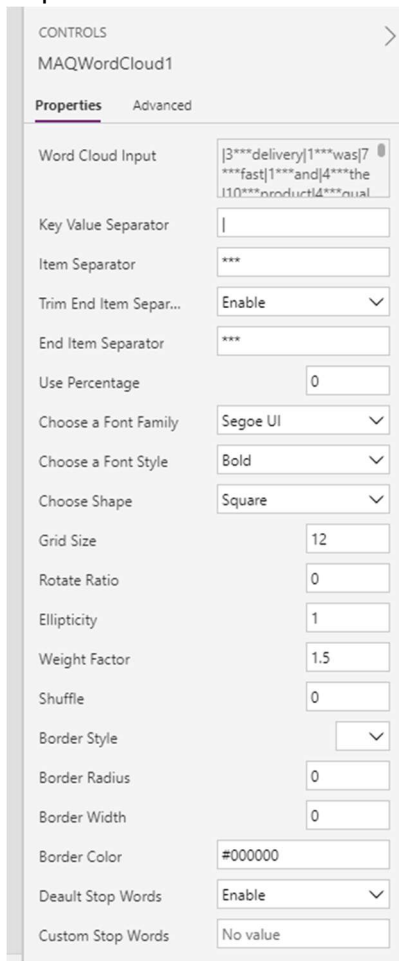 CONTROLS
MAQWordCloud1
Properties Advanced
Word Cloud Input |3***delivery|1***was|7
***fast|1***and|4***the
|10***product|4***qual
Key Value Separator |
Item Separator ***
Trim End Item Separ... Enable
End Item Separator ***
Use Percentage 0
Choose a Font Family Segoe UI
Choose a Font Style Bold
Choose Shape Square
Grid Size 12
Rotate Ratio 0
Ellipticity 1
Weight Factor 1.5
Shuffle 0
Border Style
Border Radius 0
Border Width 0
Border Color #000000
Deault Stop Words Enable
Custom Stop Words No value